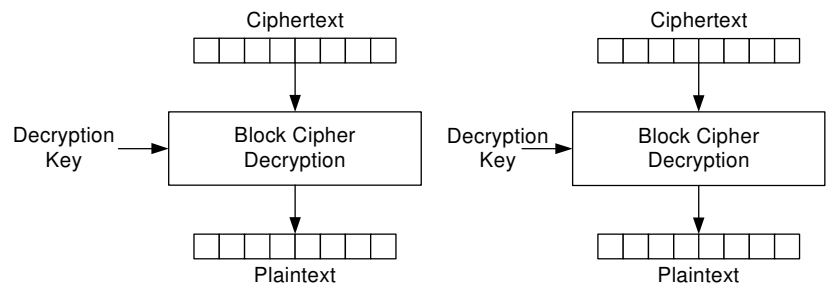 Ciphertext
Decryption
Key
Block Cipher
Decryption
Plaintext
Ciphertext
Decryption
Key
Block Cipher
Decryption
Plaintext